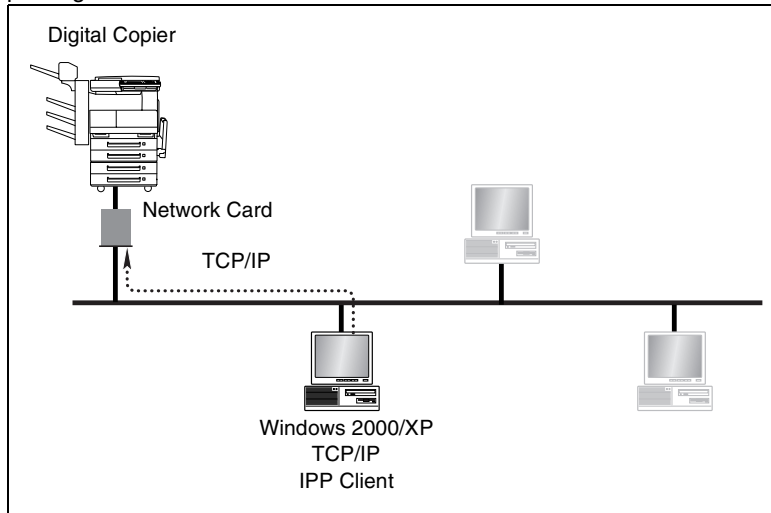 Digital Copier
Network Card
TCP/IP
Windows 2000/XP
TCP/IP
IPP Client